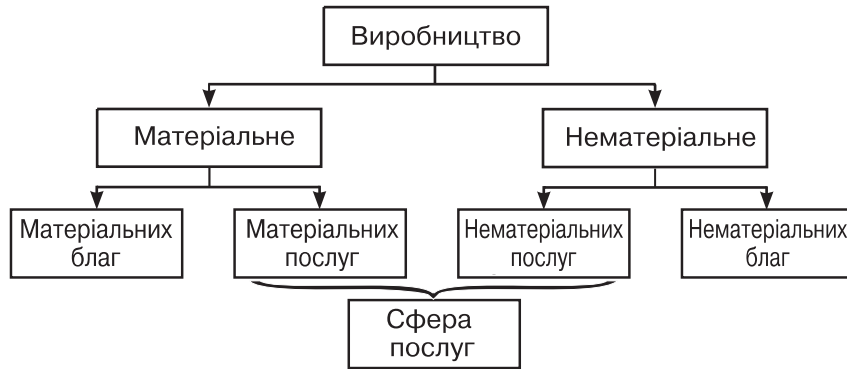 Виробництво
Матеріальне
Нематеріальне
Матеріальних
благ
Матеріальних
послуг
Нематеріальних
послуг
Нематеріальних
благ
Сфера
послуг